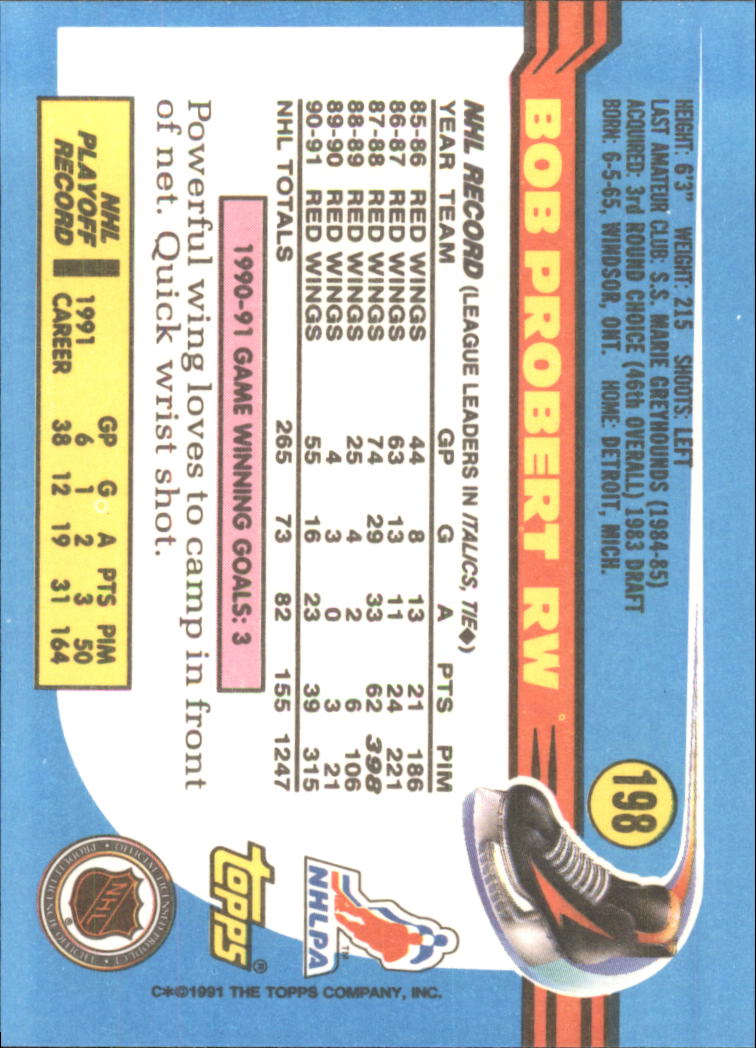 HEIGHT: 6'3" WEIGHT: 215 SHOOTS: LEFT
LAST AMATEUR CLUB: S.S. MARIE GREYHOUNDS (1984-85)
ACQUIRED: 3rd ROUND CHOICE (46th OVERALL) 1983 DRAFT
BORN: 6-5-65, WINDSOR, ONT. HOME: DETROIT, MICH.
198
BOB PROBERT RW
NHL RECORD (LEAGUE LEADERS IN ITALICS, TIE◆)
YEAR TEAM GP G A PTS PIM
85-86 RED WINGS 44 8 13 21 186
86-87 RED WINGS 63 13 11 24 221
87-88 RED WINGS 74 29 33 62 398
88-89 RED WINGS 25 4 2 6 106
89-90 RED WINGS 4 3 0 3 21
90-91 RED WINGS 55 16 23 39 315
NHL TOTALS 265 73 82 155 1247
1990-91 GAME WINNING GOALS: 3
Powerful wing loves to camp in front
of net. Quick wrist shot.
NHL PLAYOFF RECORD
GP G A PTS PIM
1991 6 1 2 3 50
CAREER 38 12 19 31 164
NHLPA™
TOPPS®
NHL®
C*©1991 THE TOPPS COMPANY, INC.